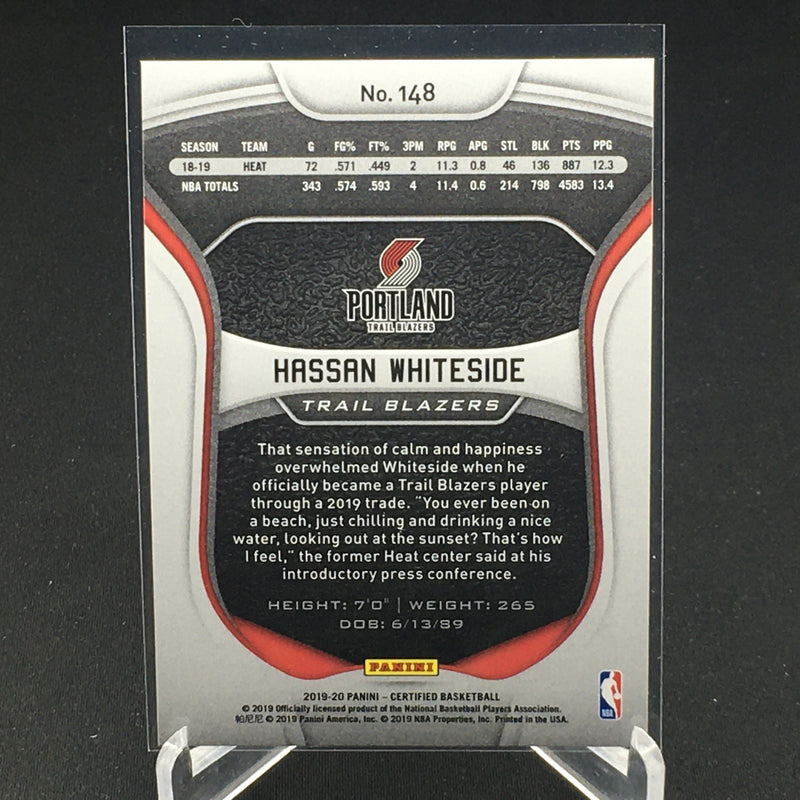 No. 148
SEASON TEAM G FG% FT% 3PM RPG APG STL BLK PTS PPG
18-19 HEAT 72 .571 .449 2 11.3 0.8 46 136 887 12.3
NBA TOTALS 343 .574 .593 4 11.4 0.6 214 798 4583 13.4
PORTLAND
TRAIL BLAZERS
HASSAN WHITESIDE
TRAIL BLAZERS
That sensation of calm and happiness
overwhelmed Whiteside when he
officially became a Trail Blazers player
through a 2019 trade. "You ever been on
a beach, just chilling and drinking a nice
water, looking out at the sunset? That's how
I feel," the former Heat center said at his
introductory press conference.
HEIGHT: 7'0" | WEIGHT: 265
DOB: 6/13/89
PANINI
2019-20 PANINI – CERTIFIED BASKETBALL
© 2019 Officially licensed product of the National Basketball Players Association.
帕尼尼 © 2019 Panini America, Inc. © 2019 NBA Properties, Inc. Printed in the USA.
NBA